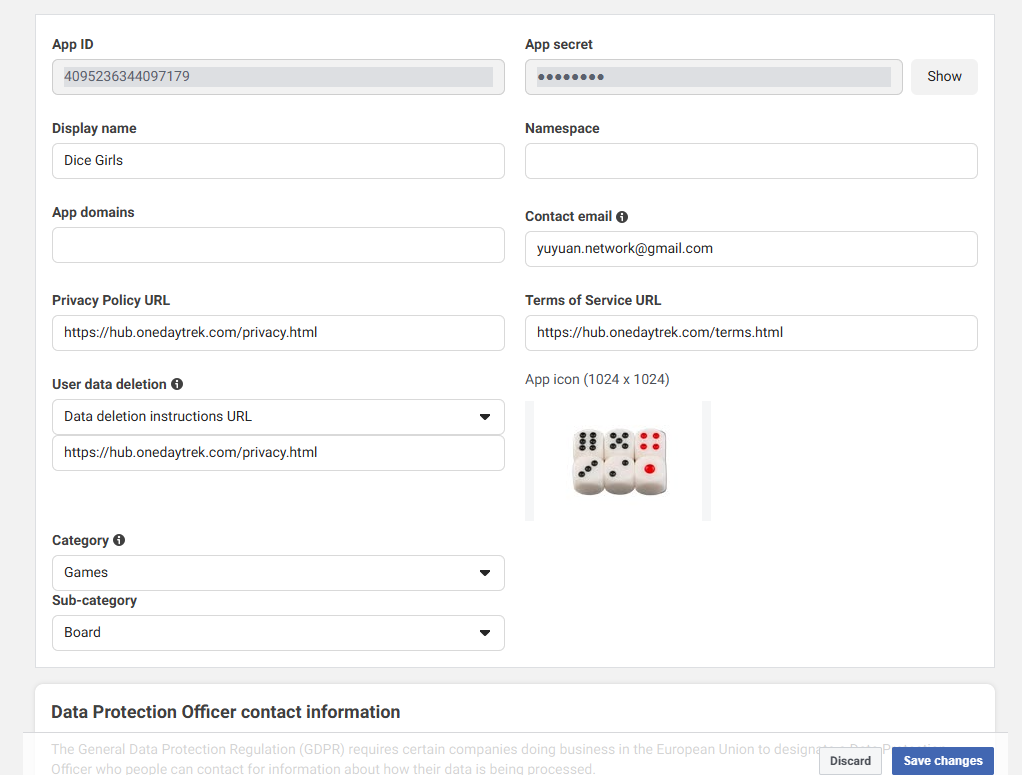 App ID
App secret
4095236344097179
●●●●●●●●
Show
Display name
Namespace
Dice Girls
App domains
Contact email
yuyuan.network@gmail.com
Privacy Policy URL
Terms of Service URL
https://hub.onedaytrek.com/privacy.html
https://hub.onedaytrek.com/terms.html
User data deletion
App icon (1024 x 1024)
Data deletion instructions URL
https://hub.onedaytrek.com/privacy.html
Category
Games
Sub-category
Board
Data Protection Officer contact information
The General Data Protection Regulation (GDPR) requires certain companies doing business in the European Union to
Officer who people can contact for information about how their data is being processed.
Discard
Save changes